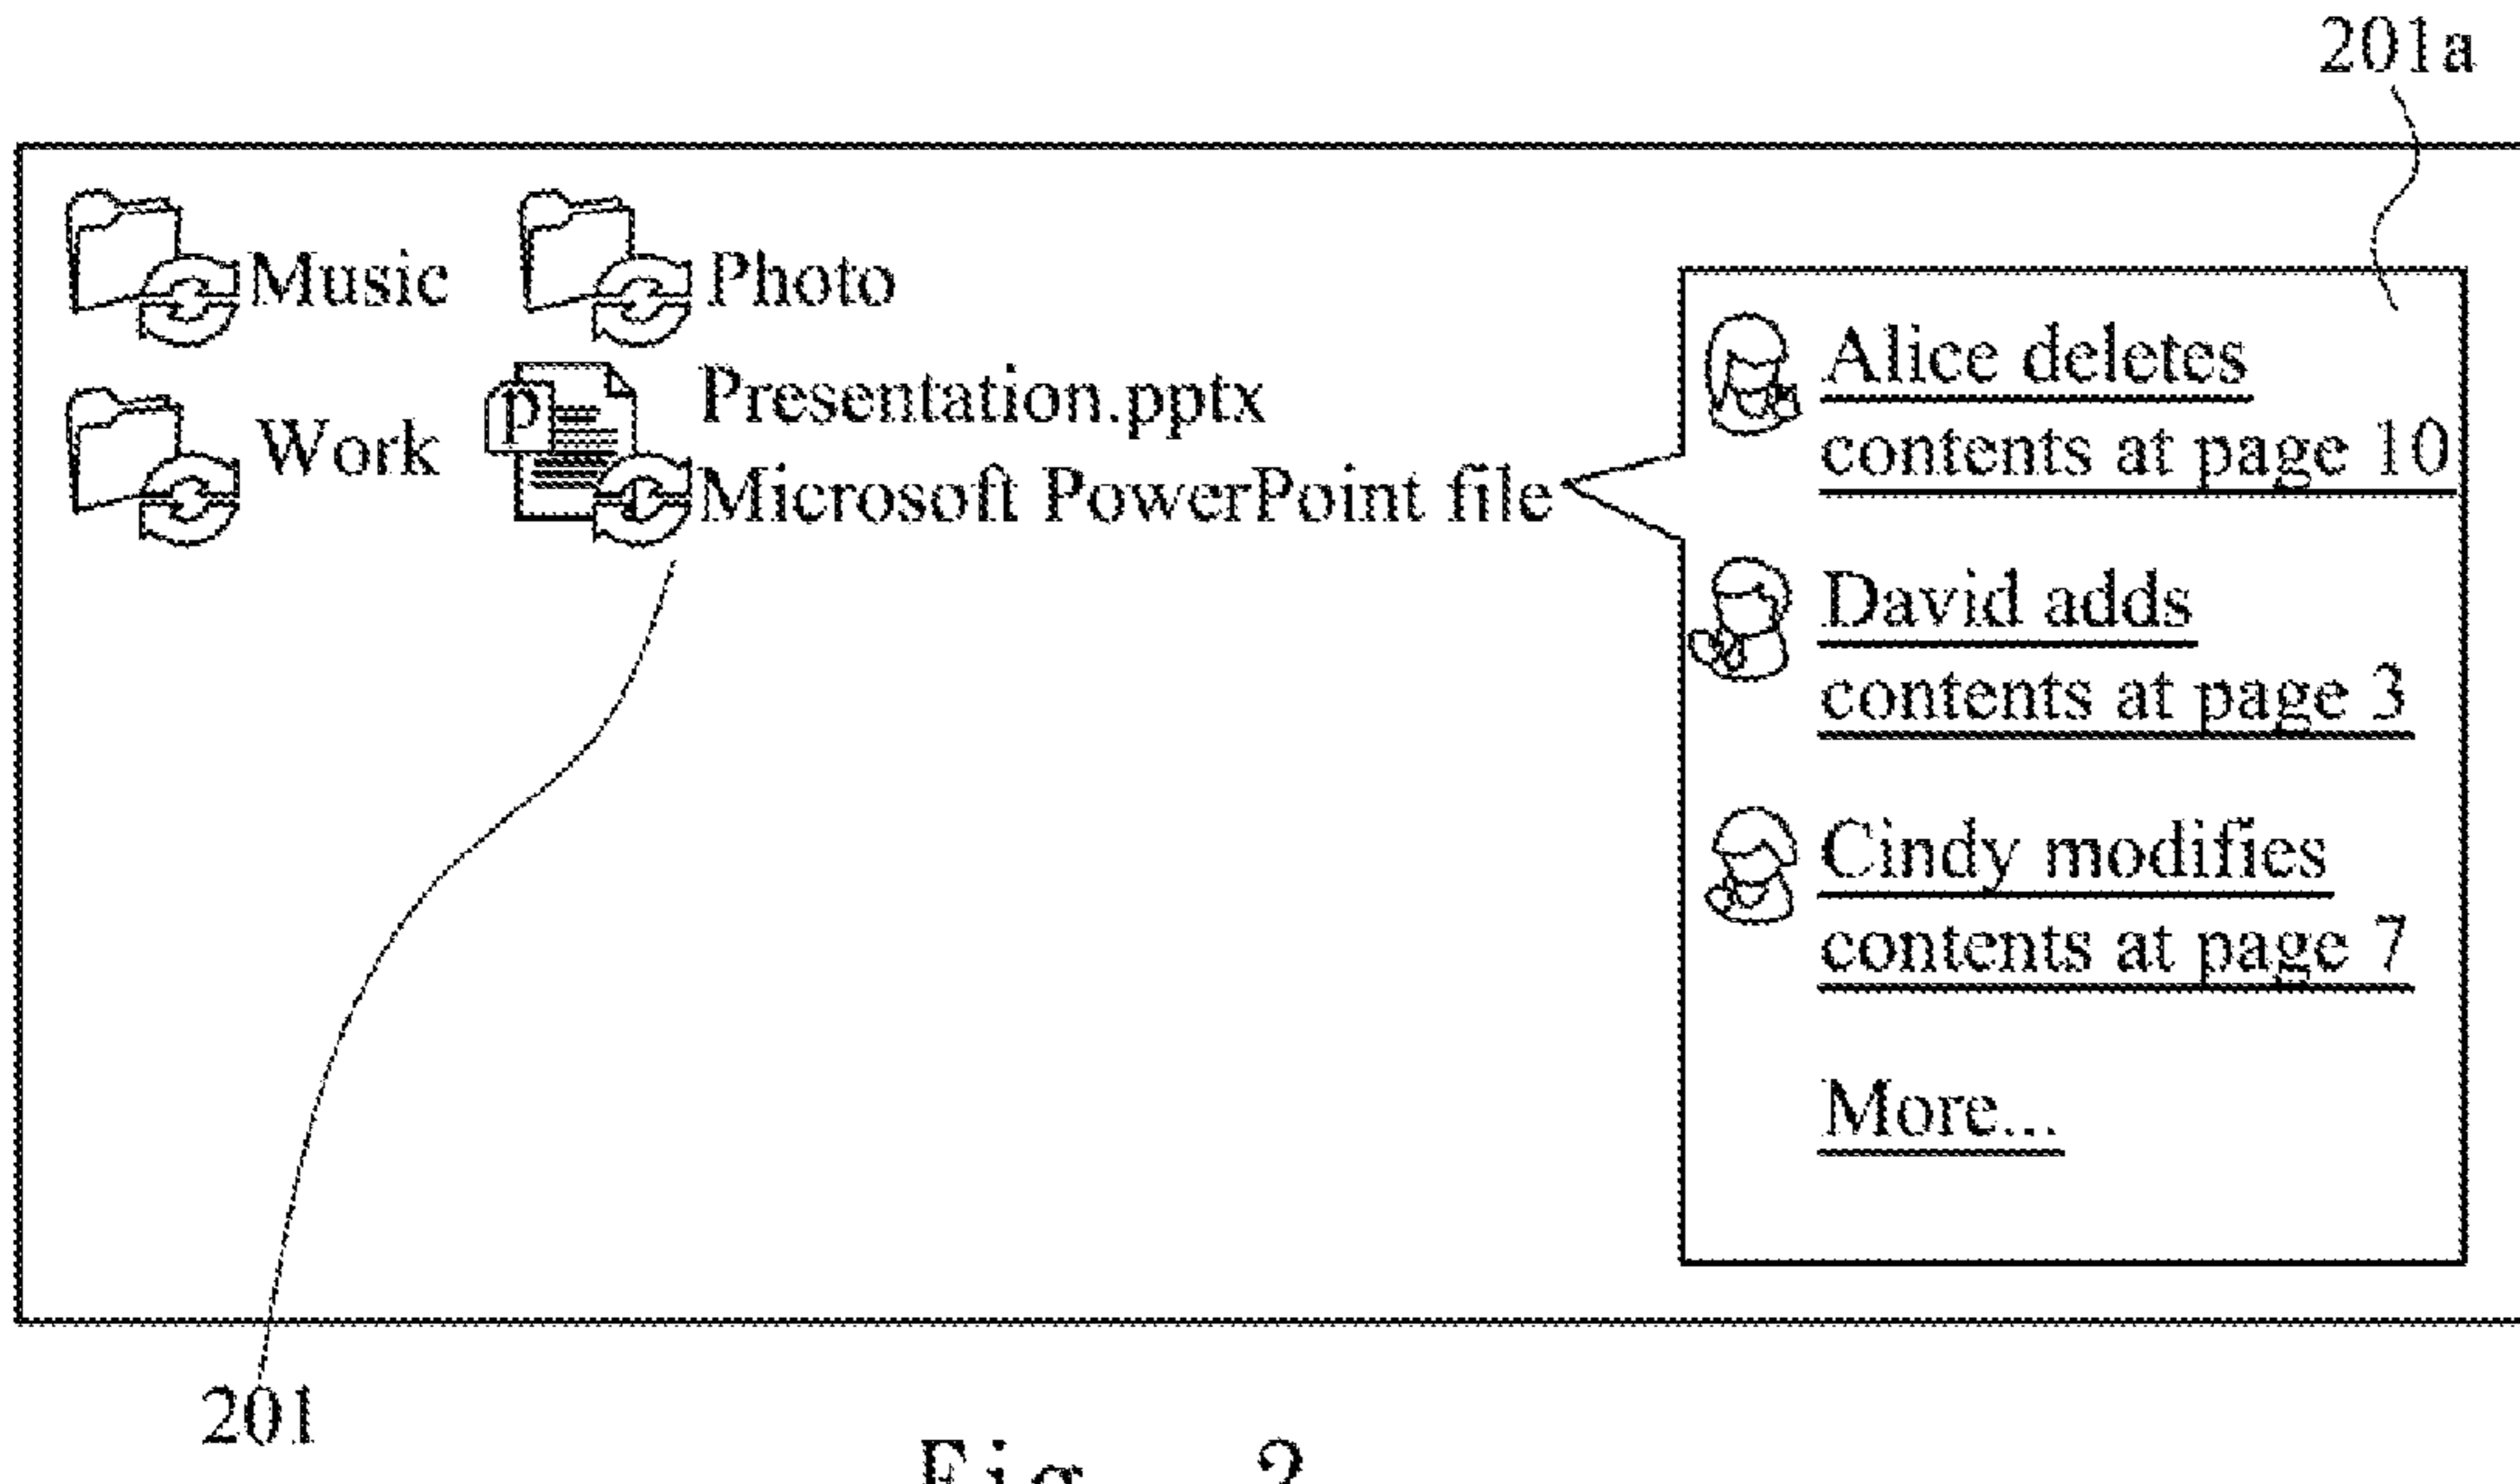 201a
Music
Photo
Work
P
Presentation.pptx
Microsoft PowerPoint file
Alice deletes
contents at page 10
David adds
contents at page 3
Cindy modifies
contents at page 7
More...
201
Fig. 2